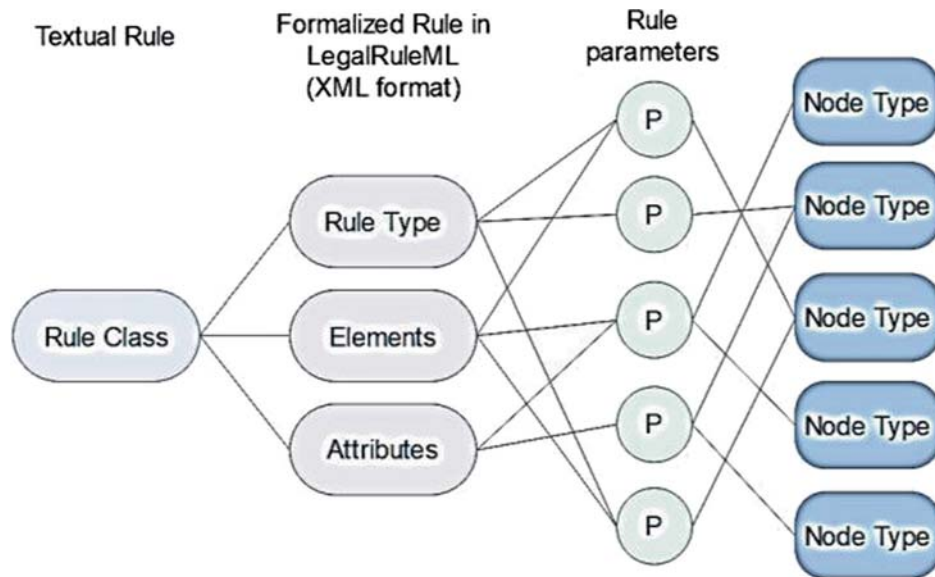 Textual Rule
Formalized Rule in
LegalRuleML
(XML format)
Rule
parameters
Rule Class
Rule Type
Elements
Attributes
P
P
P
P
P
Node Type
Node Type
Node Type
Node Type
Node Type